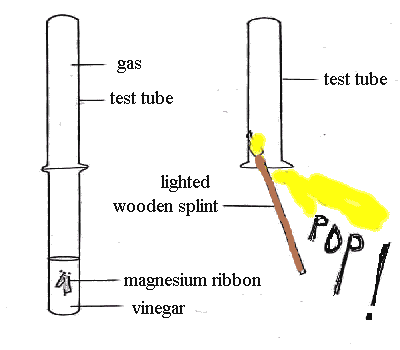 gas
test tube
magnesium ribbon
vinegar
test tube
lighted
wooden splint
POP!